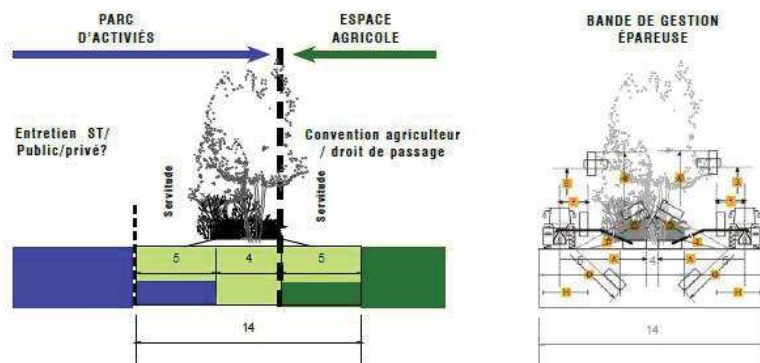 PARC
D'ACTIVIÉS
ESPACE
AGRICOLE
BANDE DE GESTION
ÉPAREUSE
Entretien ST/
Public/privé?
Convention agriculteur
/ droit de passage
Servitude
Servitude
5
4
5
14
A
4
A
D
H
H
14